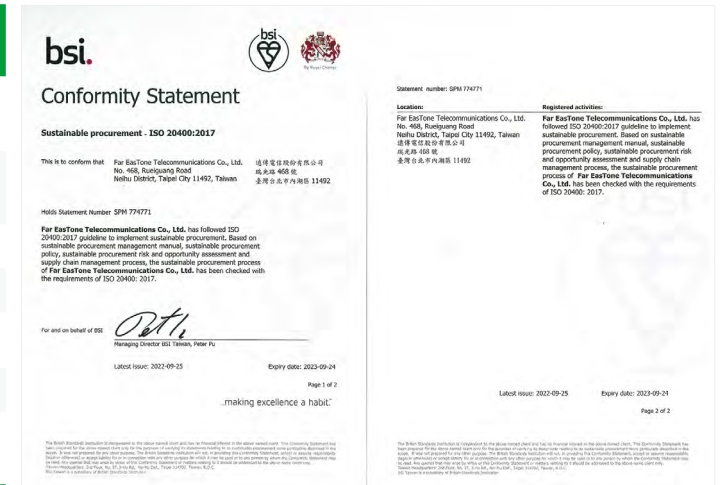 bsi.
bsi
By Royal Charter
Conformity Statement
Sustainable procurement - ISO 20400:2017
This is to conform that
Far EasTone Telecommunications Co., Ltd.
No. 468, Rueiguang Road
Neihu District, Taipei City 11492, Taiwan
遠傳電信股份有限公司
瑞光路 468 號
臺灣台北市內湖區 11492
Holds Statement Number SPM 774771
Far EasTone Telecommunications Co., Ltd. has followed ISO
20400:2017 guideline to implement sustainable procurement. Based on
sustainable procurement management manual, sustainable procurement
policy, sustainable procurement risk and opportunity assessment and
supply chain management process, the sustainable procurement process
of Far EasTone Telecommunications Co., Ltd. has been checked with
the requirements of ISO 20400: 2017.
For and on behalf of BSI
Managing Director BSI Taiwan, Peter Pu
Latest issue: 2022-09-25 Expiry date: 2023-09-24
Page 1 of 2
...making excellence a habit.™
Statement number: SPM 774771
Location:
Far EasTone Telecommunications Co., Ltd.
No. 468, Rueiguang Road
Neihu District, Taipei City 11492, Taiwan
遠傳電信股份有限公司
瑞光路 468 號
臺灣台北市內湖區 11492
Registered activities:
Far EasTone Telecommunications Co., Ltd. has
followed ISO 20400:2017 guideline to implement
sustainable procurement. Based on sustainable
procurement management manual, sustainable
procurement policy, sustainable procurement risk
and opportunity assessment and supply chain
management process, the sustainable procurement
process of Far EasTone Telecommunications
Co., Ltd. has been checked with the requirements
of ISO 20400: 2017.
Latest issue: 2022-09-25 Expiry date: 2023-09-24
Page 2 of 2